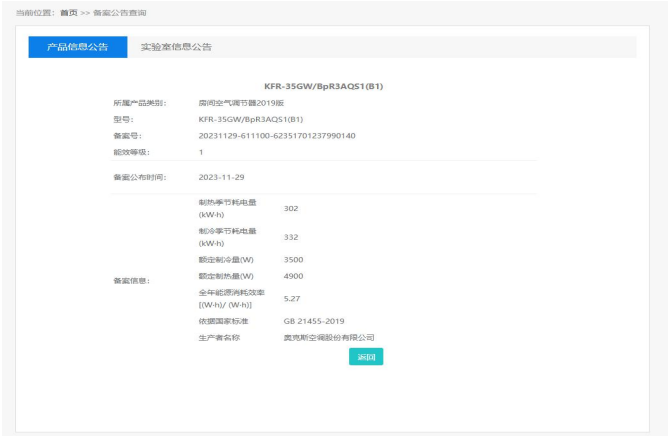 当前位置：首页 >> 备案公告查询
产品信息公告 实验室信息公告
KFR-35GW/BpR3AQS1(B1)
所属产品类别： 房间空气调节器2019版
型号： KFR-35GW/BpR3AQS1(B1)
备案号： 20231129-611100-62351701237990140
能效等级： 1
备案公布时间： 2023-11-29
备案信息：
制热季节耗电量(kW·h) 302
制冷季节耗电量(kW·h) 332
额定制冷量(W) 3500
额定制热量(W) 4900
全年能源消耗效率[(W·h)/ (W·h)] 5.27
依据国家标准 GB 21455-2019
生产者名称 奥克斯空调股份有限公司
返回